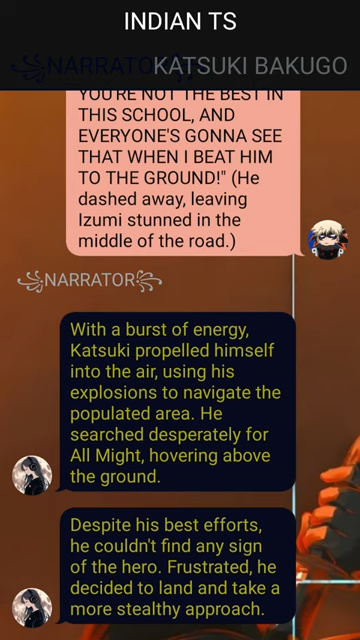 INDIAN TS
꧁NARRATOR꧂
KATSUKI BAKUGO
YOU'RE NOT THE BEST IN
THIS SCHOOL, AND
EVERYONE'S GONNA SEE
THAT WHEN I BEAT HIM
TO THE GROUND!" (He
dashed away, leaving
Izumi stunned in the
middle of the road.)
꧁NARRATOR꧂
With a burst of energy,
Katsuki propelled himself
into the air, using his
explosions to navigate the
populated area. He
searched desperately for
All Might, hovering above
the ground.
Despite his best efforts,
he couldn't find any sign
of the hero. Frustrated, he
decided to land and take a
more stealthy approach.